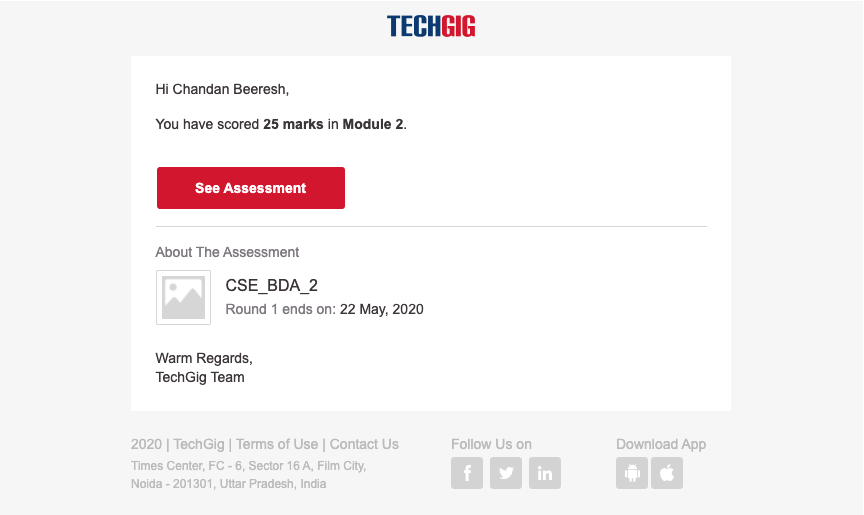 TECHGIG
Hi Chandan Beeresh,
You have scored 25 marks in Module 2.
See Assessment
About The Assessment
CSE_BDA_2
Round 1 ends on: 22 May, 2020
Warm Regards,
TechGig Team
2020 | TechGig | Terms of Use | Contact Us
Times Center, FC - 6, Sector 16 A, Film City,
Noida - 201301, Uttar Pradesh, India
Follow Us on
Download App